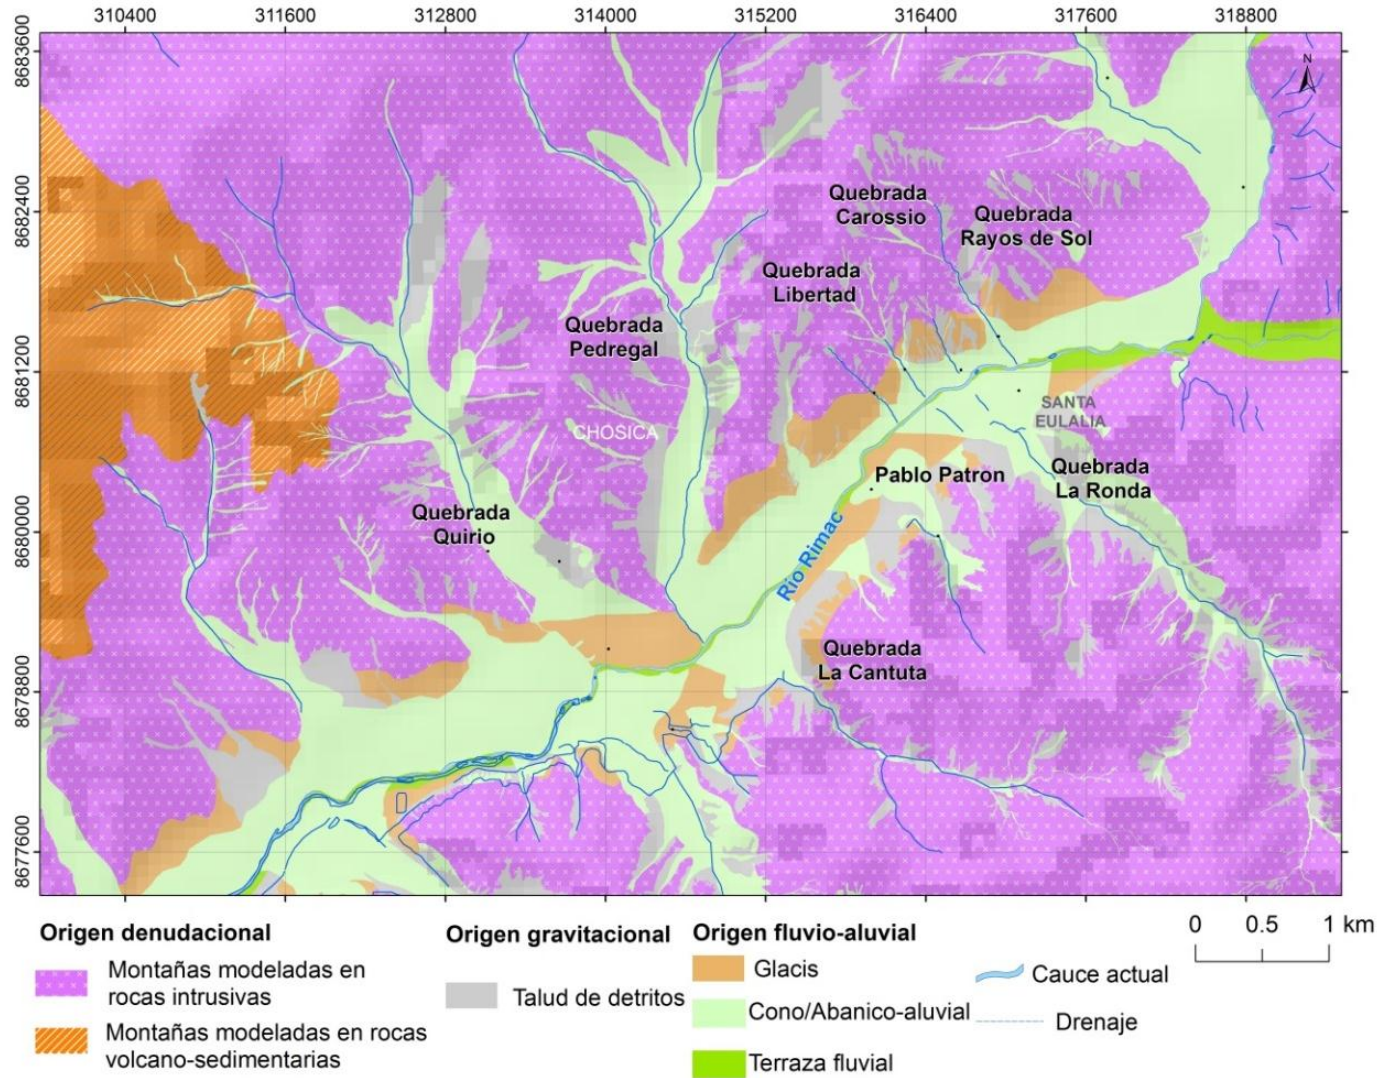 310400 311600 312800 314000 315200 316400 317600 318800
8683600
8682400
8681200
8680000
8678800
8677600
N
Quebrada
Carossio
Quebrada
Rayos de Sol
Quebrada
Libertad
Quebrada
Pedregal
SANTA
EULALIA
CHOSICA
Pablo Patron
Quebrada
La Ronda
Quebrada
Quirio
Rio Rimac
Quebrada
La Cantuta
0 0.5 1 km
Origen denudacional
Montañas modeladas en
rocas intrusivas
Montañas modeladas en rocas
volcano-sedimentarias
Origen gravitacional
Talud de detritos
Origen fluvio-aluvial
Glacis
Cono/Abanico-aluvial
Terraza fluvial
Cauce actual
Drenaje